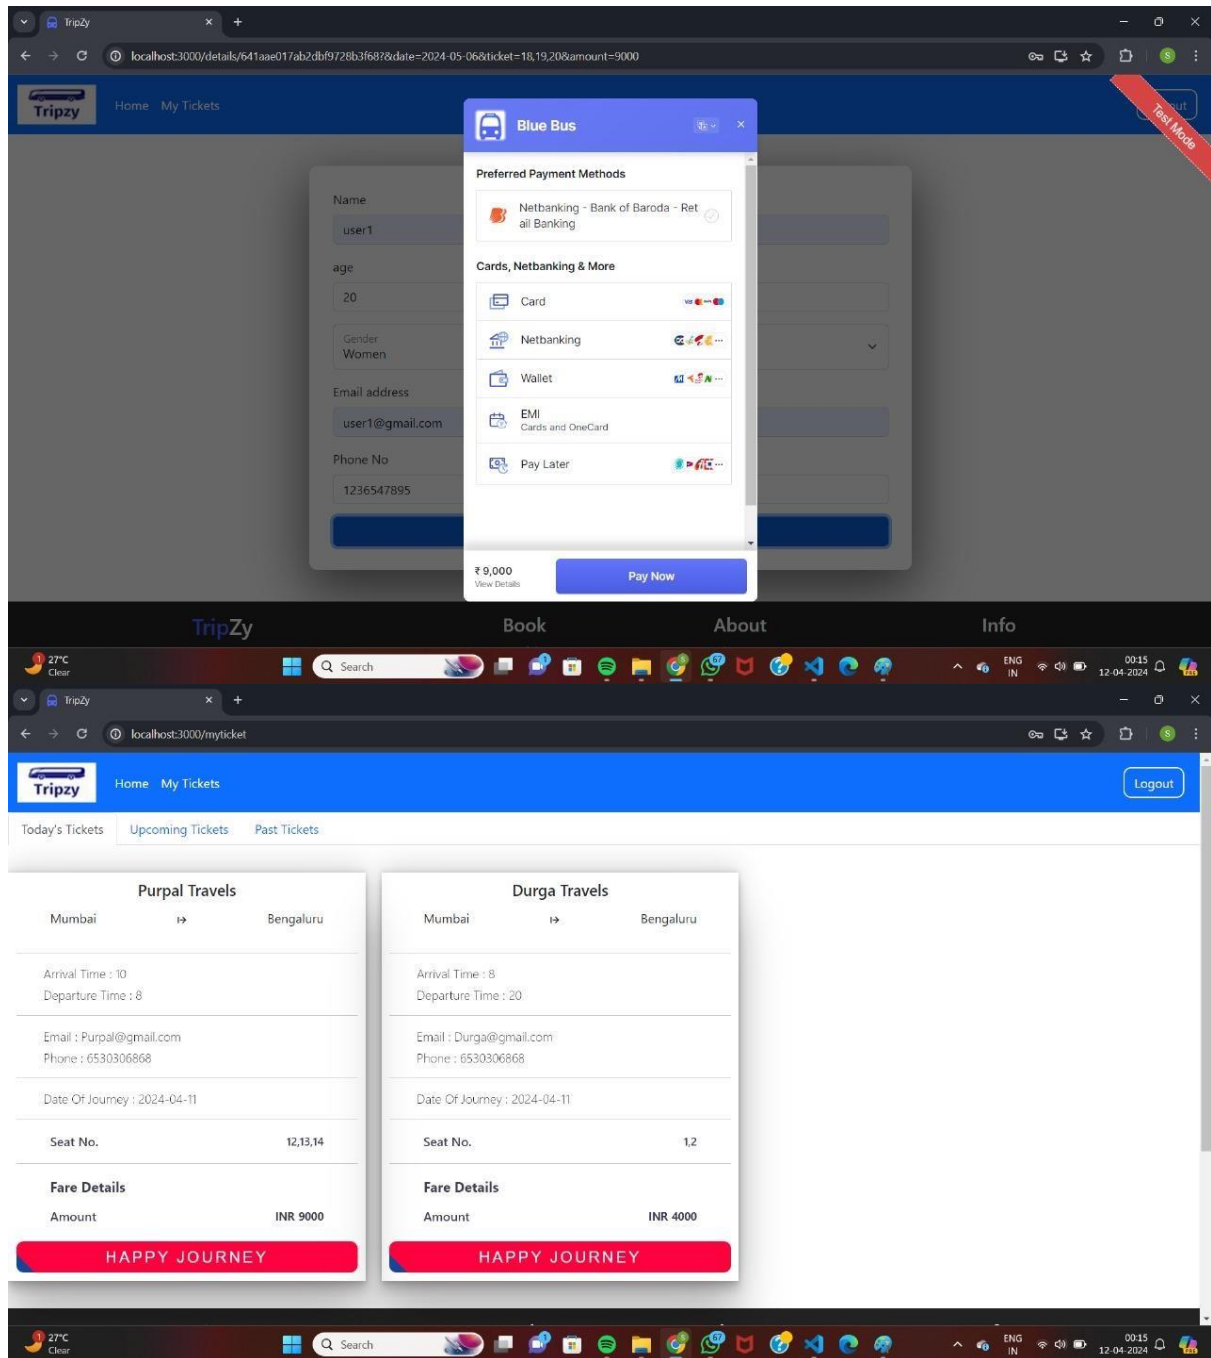 TripZy
localhost:3000/details/641aae017ab2dbf9728b3f68?&date=2024-05-06&ticket=18,19,20&amount=9000
Tripzy
Home My Tickets
Test Mode
Blue Bus
Name
user1
age
20
Gender
Women
Email address
user1@gmail.com
Phone No
1236547895
Preferred Payment Methods
Netbanking - Bank of Baroda - Ret
ail Banking
Cards, Netbanking & More
Card
Netbanking
Wallet
EMI
Cards and OneCard
Pay Later
₹ 9,000
View Details
Pay Now
TripZy Book About Info
1 27°C
Clear
Search
67
ENG
IN
00:15
12-04-2024
TripZy
localhost:3000/myticket
S
Tripzy
Home My Tickets
Logout
Today's Tickets Upcoming Tickets Past Tickets
Purpal Travels
Mumbai ↦ Bengaluru
Arrival Time : 10
Departure Time : 8
Email : Purpal@gmail.com
Phone : 6530306868
Date Of Journey : 2024-04-11
Seat No. 12,13,14
Fare Details
Amount INR 9000
HAPPY JOURNEY
Durga Travels
Mumbai ↦ Bengaluru
Arrival Time : 8
Departure Time : 20
Email : Durga@gmail.com
Phone : 6530306868
Date Of Journey : 2024-04-11
Seat No. 1,2
Fare Details
Amount INR 4000
HAPPY JOURNEY
1 27°C
Clear
Search
67
ENG
IN
00:15
12-04-2024